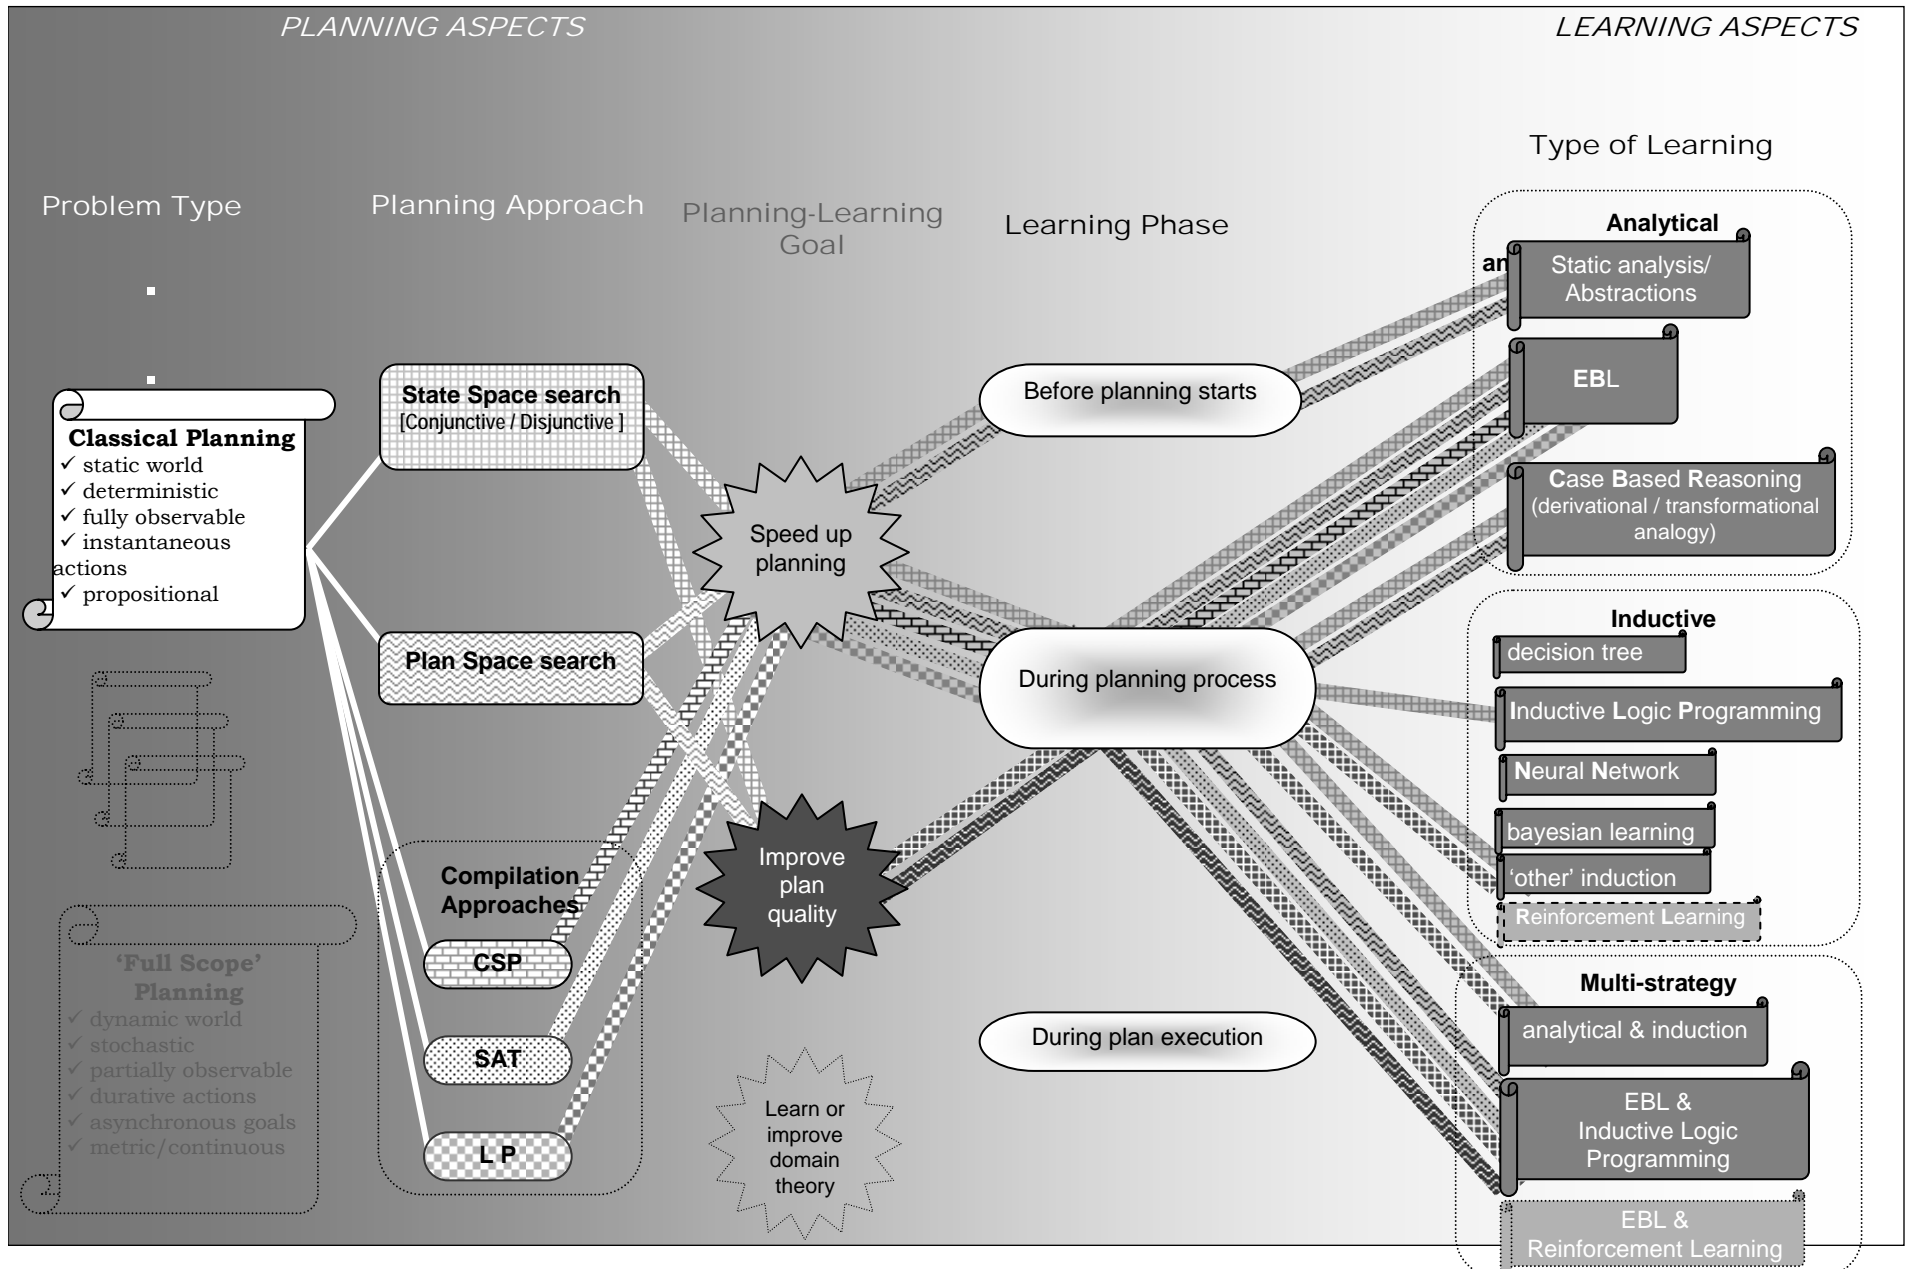 PLANNING ASPECTS
LEARNING ASPECTS
Problem Type
Planning Approach
Planning-Learning
Goal
Learning Phase
Type of Learning
Classical Planning
✓ static world
✓ deterministic
✓ fully observable
✓ instantaneous
actions
✓ propositional
‘Full Scope’
Planning
✓ dynamic world
✓ stochastic
✓ partially observable
✓ durative actions
✓ asynchronous goals
✓ metric/continuous
State Space search
[Conjunctive / Disjunctive ]
Plan Space search
Compilation
Approaches
CSP
SAT
L P
Speed up
planning
Improve
plan
quality
Learn or
improve
domain
theory
Before planning starts
During planning process
During plan execution
Analytical
an
Static analysis/
Abstractions
EBL
Case Based Reasoning
(derivational / transformational
analogy)
Inductive
decision tree
Inductive Logic Programming
Neural Network
bayesian learning
‘other’ induction
Reinforcement Learning
Multi-strategy
analytical & induction
EBL &
Inductive Logic
Programming
EBL &
Reinforcement Learning